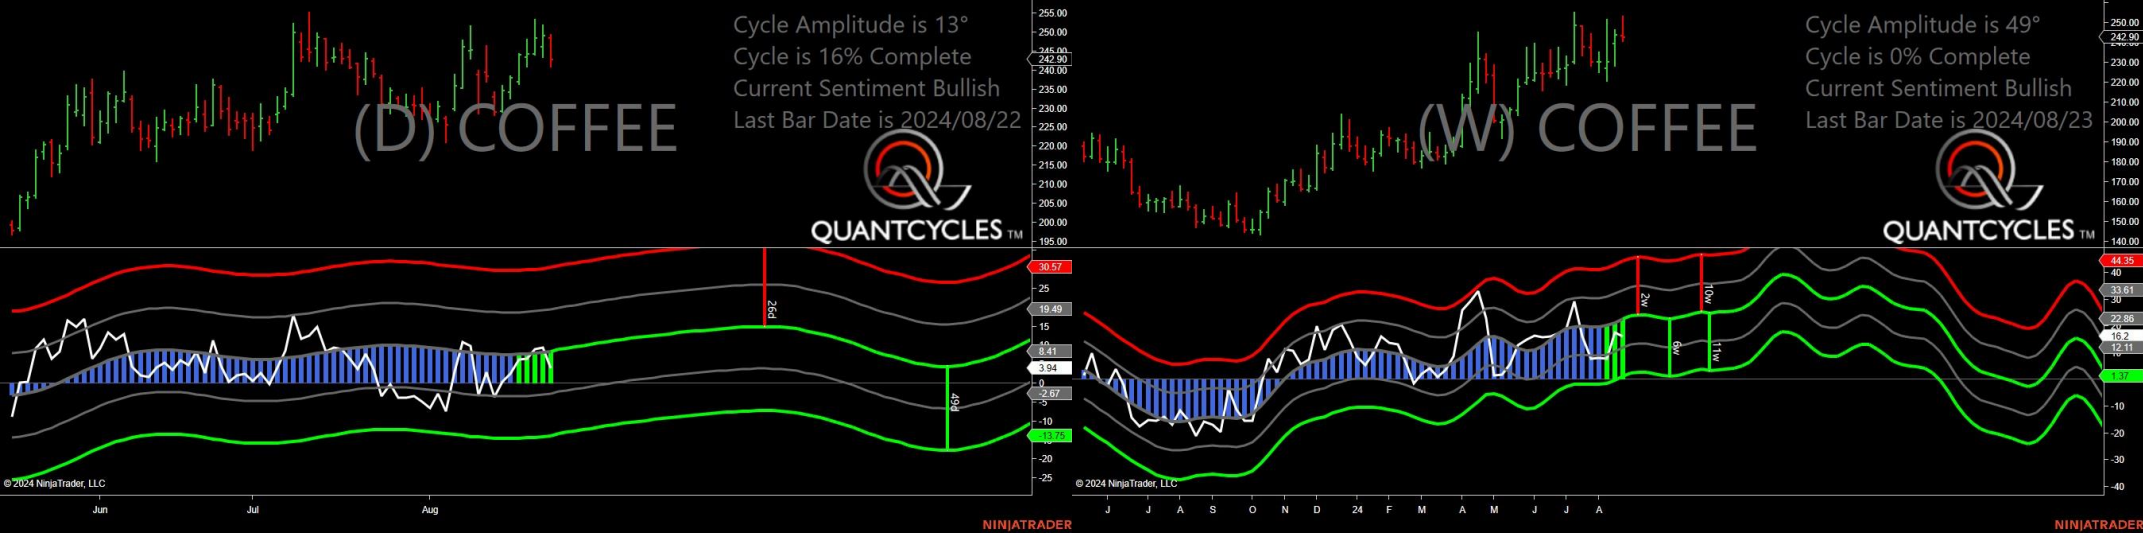 Cycle Amplitude is 13°
Cycle is 16% Complete
Current Sentiment Bullish
Last Bar Date is 2024/08/22
(D) COFFEE
QUANTCYCLES TM
255.00
250.00
245.00
242.90
240.00
235.00
230.00
225.00
220.00
215.00
210.00
205.00
200.00
195.00
30.57
25
19.49
15
8.41
3.94
0
-2.67
-5
-10
-13.75
-20
-25
26d
49d
© 2024 NinjaTrader, LLC
Jun
Jul
Aug
NINJATRADER
Cycle Amplitude is 49°
Cycle is 0% Complete
Current Sentiment Bullish
Last Bar Date is 2024/08/23
(W) COFFEE
QUANTCYCLES TM
250.00
242.90
240.00
230.00
220.00
210.00
200.00
190.00
180.00
170.00
160.00
150.00
140.00
44.35
40
33.61
30
22.86
16.2
12.11
1.37
-10
-20
-30
-40
2w
10w
6w
11w
© 2024 NinjaTrader, LLC
J
J
A
S
O
N
D
24
F
M
A
M
J
J
A
NINJATRADER